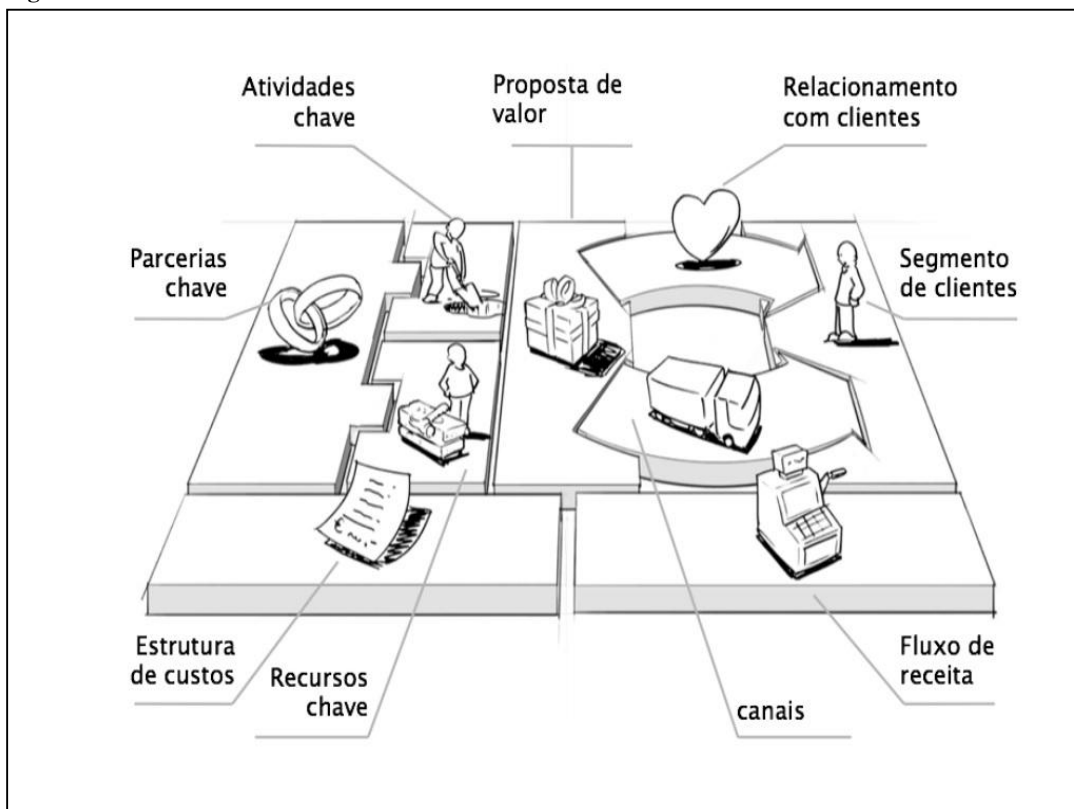 Atividades
chave
Proposta de
valor
Relacionamento
com clientes
Parcerias
chave
Segmento
de clientes
Estrutura
de custos
Recursos
chave
canais
Fluxo de
receita